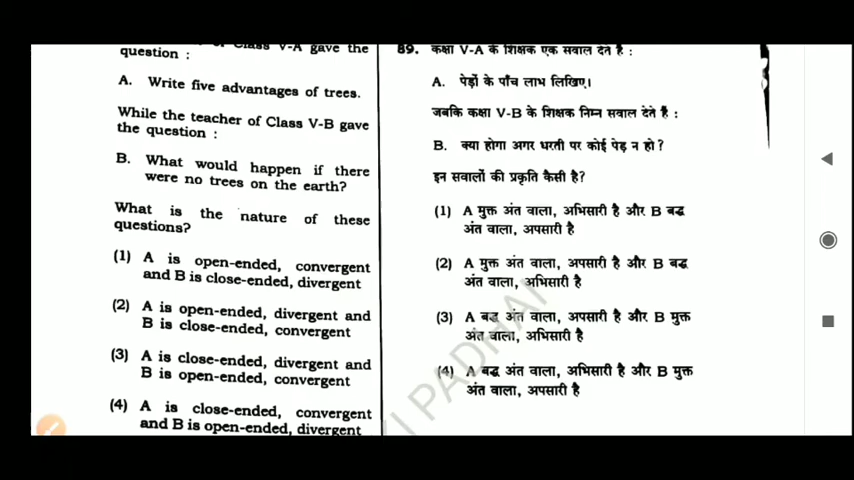 of Class V-A gave the
question :
A. Write five advantages of trees.
While the teacher of Class V-B gave
the question :
B. What would happen if there
were no trees on the earth?
What is the nature of these
questions?
(1) A is open-ended, convergent
and B is close-ended, divergent
(2) A is open-ended, divergent and
B is close-ended, convergent
(3) A is close-ended, divergent and
B is open-ended, convergent
(4) A is close-ended, convergent
and B is open-ended, divergent
89. कक्षा V-A के शिक्षक एक सवाल देते हैं :
A. पेड़ों के पाँच लाभ लिखिए।
जबकि कक्षा V-B के शिक्षक निम्न सवाल देते हैं :
B. क्या होगा अगर धरती पर कोई पेड़ न हो?
इन सवालों की प्रकृति कैसी है?
(1) A मुक्त अंत वाला, अभिसारी है और B बद्ध
अंत वाला, अपसारी है
(2) A मुक्त अंत वाला, अपसारी है और B बद्ध
अंत वाला, अभिसारी है
(3) A बद्ध अंत वाला, अपसारी है और B मुक्त
अंत वाला, अभिसारी है
(4) A बद्ध अंत वाला, अभिसारी है और B मुक्त
अंत वाला, अपसारी है
PADHAI